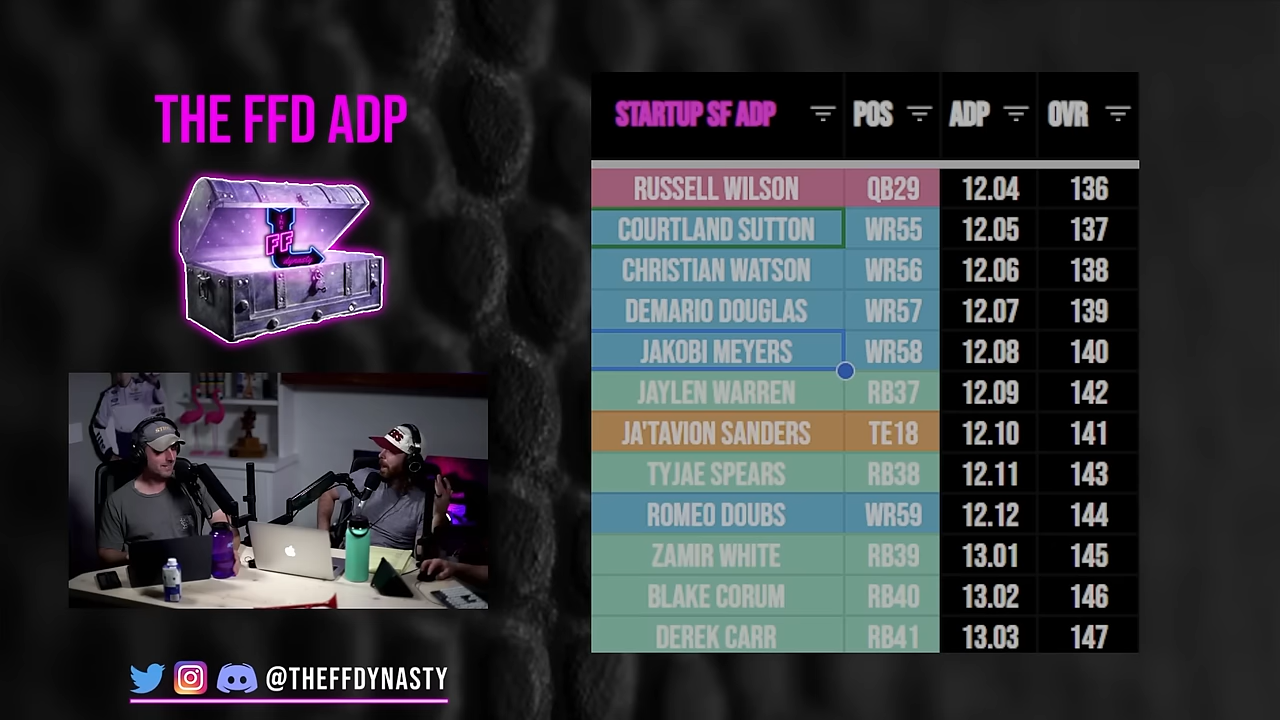 THE FFD ADP
FF
dynasty
@THEFFDYNASTY
STARTUP SF ADP POS ADP OVR
RUSSELL WILSON QB29 12.04 136
COURTLAND SUTTON WR55 12.05 137
CHRISTIAN WATSON WR56 12.06 138
DEMARIO DOUGLAS WR57 12.07 139
JAKOBI MEYERS WR58 12.08 140
JAYLEN WARREN RB37 12.09 142
JA'TAVION SANDERS TE18 12.10 141
TYJAE SPEARS RB38 12.11 143
ROMEO DOUBS WR59 12.12 144
ZAMIR WHITE RB39 13.01 145
BLAKE CORUM RB40 13.02 146
DEREK CARR RB41 13.03 147